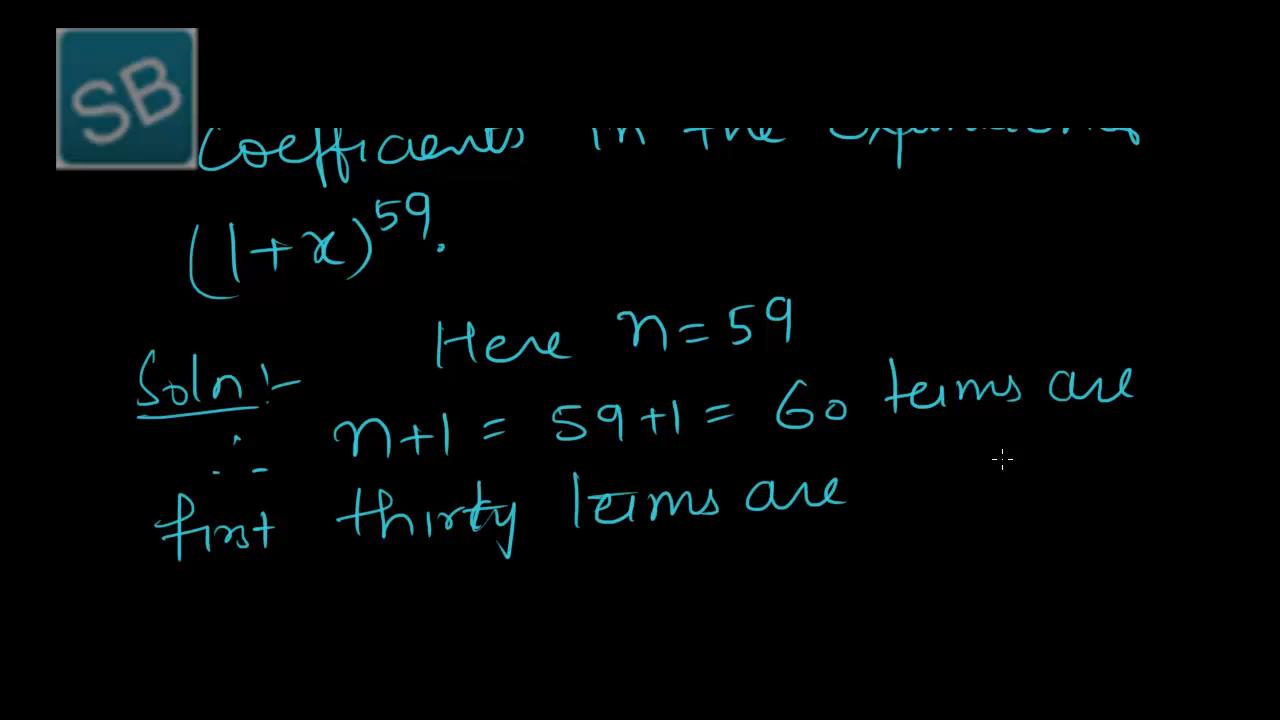 SB
Coefficients in the expansion of
(1+x)^59.
Here n=59
Soln:-
∴ n+1 = 59+1 = 60 terms are
first thirty terms are